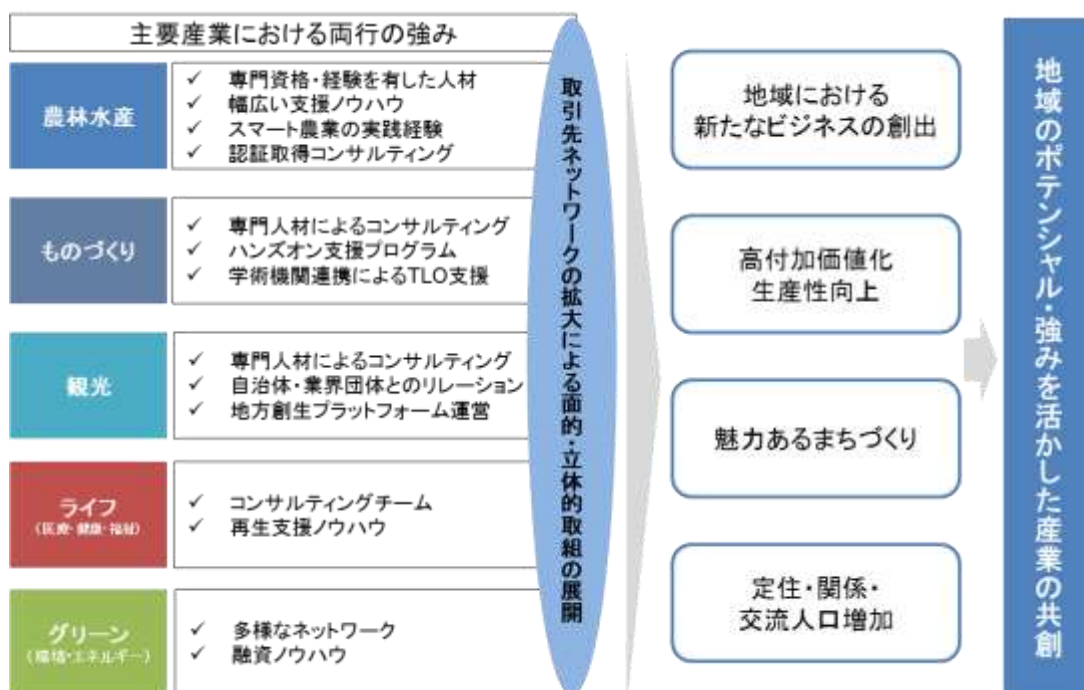 主要産業における両行の強み
農林水産
✓ 専門資格・経験を有した人材
✓ 幅広い支援ノウハウ
✓ スマート農業の実践経験
✓ 認証取得コンサルティング
ものづくり
✓ 専門人材によるコンサルティング
✓ ハンズオン支援プログラム
✓ 学術機関連携によるTLO支援
観光
✓ 専門人材によるコンサルティング
✓ 自治体・業界団体とのリレーション
✓ 地方創生プラットフォーム運営
ライフ
(医療・健康・福祉)
✓ コンサルティングチーム
✓ 再生支援ノウハウ
グリーン
(環境・エネルギー)
✓ 多様なネットワーク
✓ 融資ノウハウ
取引先ネットワークの拡大による面的・立体的取組の展開
地域における
新たなビジネスの創出
高付加価値化
生産性向上
魅力あるまちづくり
定住・関係・
交流人口増加
地域のポテンシャル・強みを活かした産業の共創